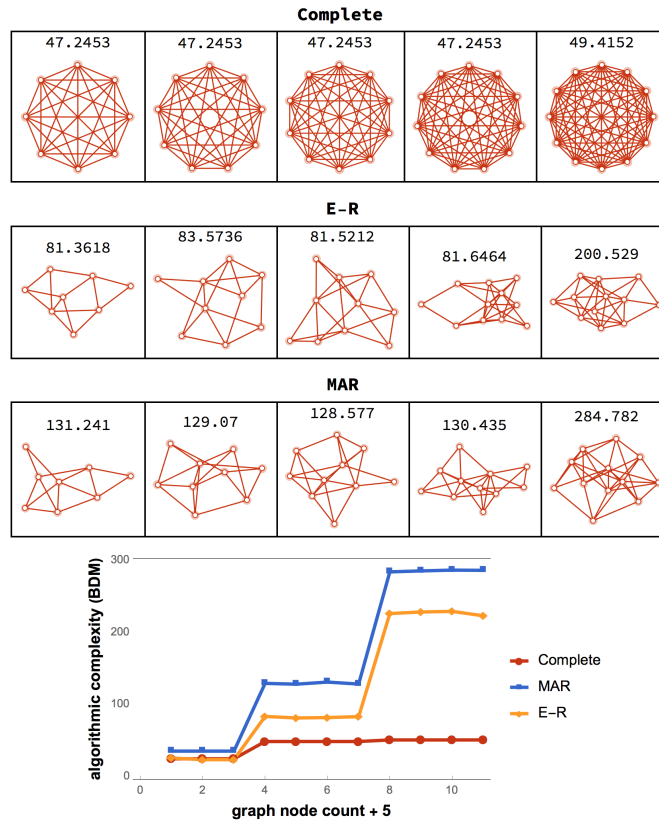 Complete
47.2453 47.2453 47.2453 47.2453 49.4152
E-R
81.3618 83.5736 81.5212 81.6464 200.529
MAR
131.241 129.07 128.577 130.435 284.782
algorithmic complexity (BDM)
300
200
100
0
0 2 4 6 8 10
graph node count + 5
Complete
MAR
E-R